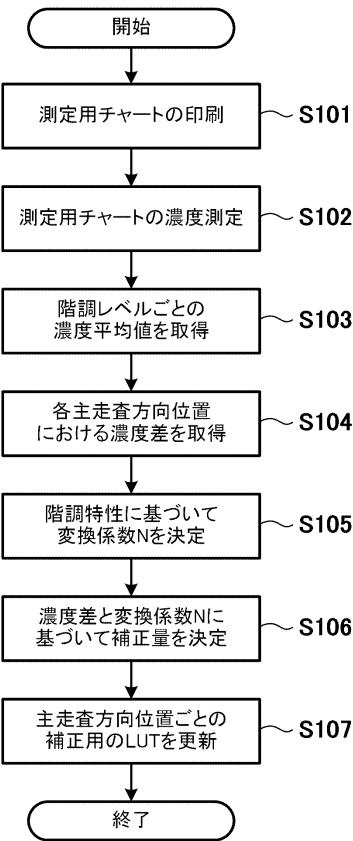 開始
測定用チャートの印刷
S101
測定用チャートの濃度測定
S102
階調レベルごとの
濃度平均値を取得
S103
各主走査方向位置
における濃度差を取得
S104
階調特性に基づいて
変換係数Nを決定
S105
濃度差と変換係数Nに
基づいて補正量を決定
S106
主走査方向位置ごとの
補正用のLUTを更新
S107
終了